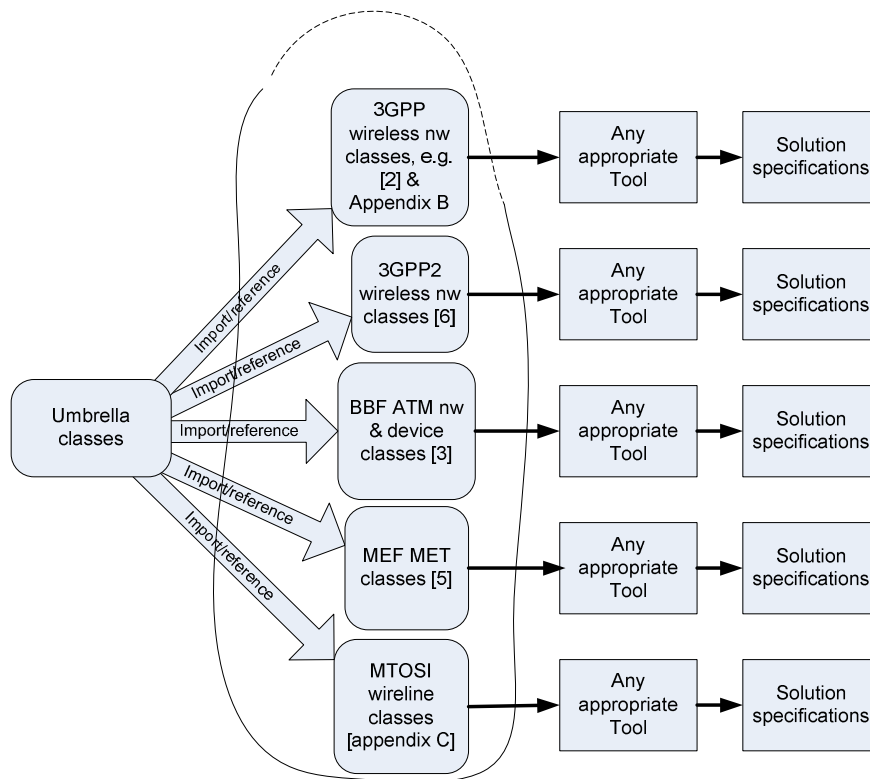 3GPP
wireless nw
classes, e.g.
[2] &
Appendix B
Any
appropriate
Tool
Solution
specifications
Import/reference
3GPP2
wireless nw
classes [6]
Any
appropriate
Tool
Solution
specifications
Import/reference
Umbrella
classes
Import/reference
BBF ATM nw
& device
classes [3]
Any
appropriate
Tool
Solution
specifications
Import/reference
MEF MET
classes [5]
Any
appropriate
Tool
Solution
specifications
Import/reference
MTOSI
wireline
classes
[appendix C]
Any
appropriate
Tool
Solution
specifications